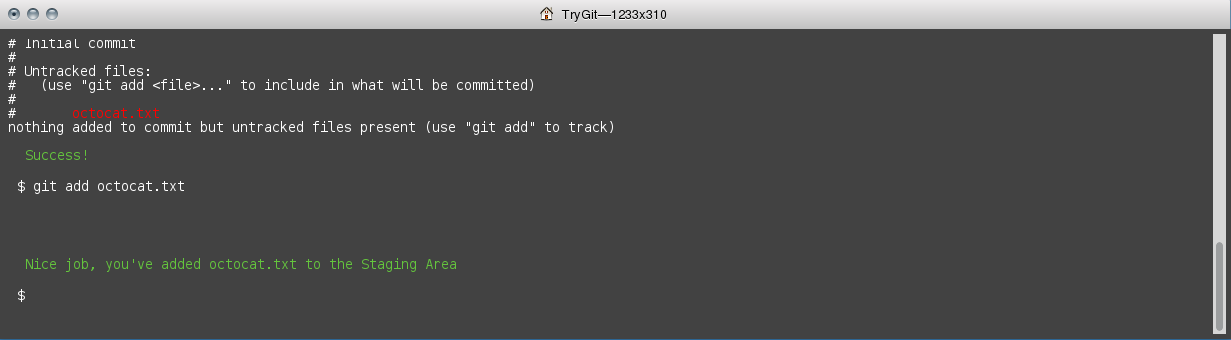 TryGit—1233x310
# Initial commit
#
# Untracked files:
#   (use "git add <file>..." to include in what will be committed)
#
#       octocat.txt
nothing added to commit but untracked files present (use "git add" to track)
Success!
$ git add octocat.txt
Nice job, you've added octocat.txt to the Staging Area
$